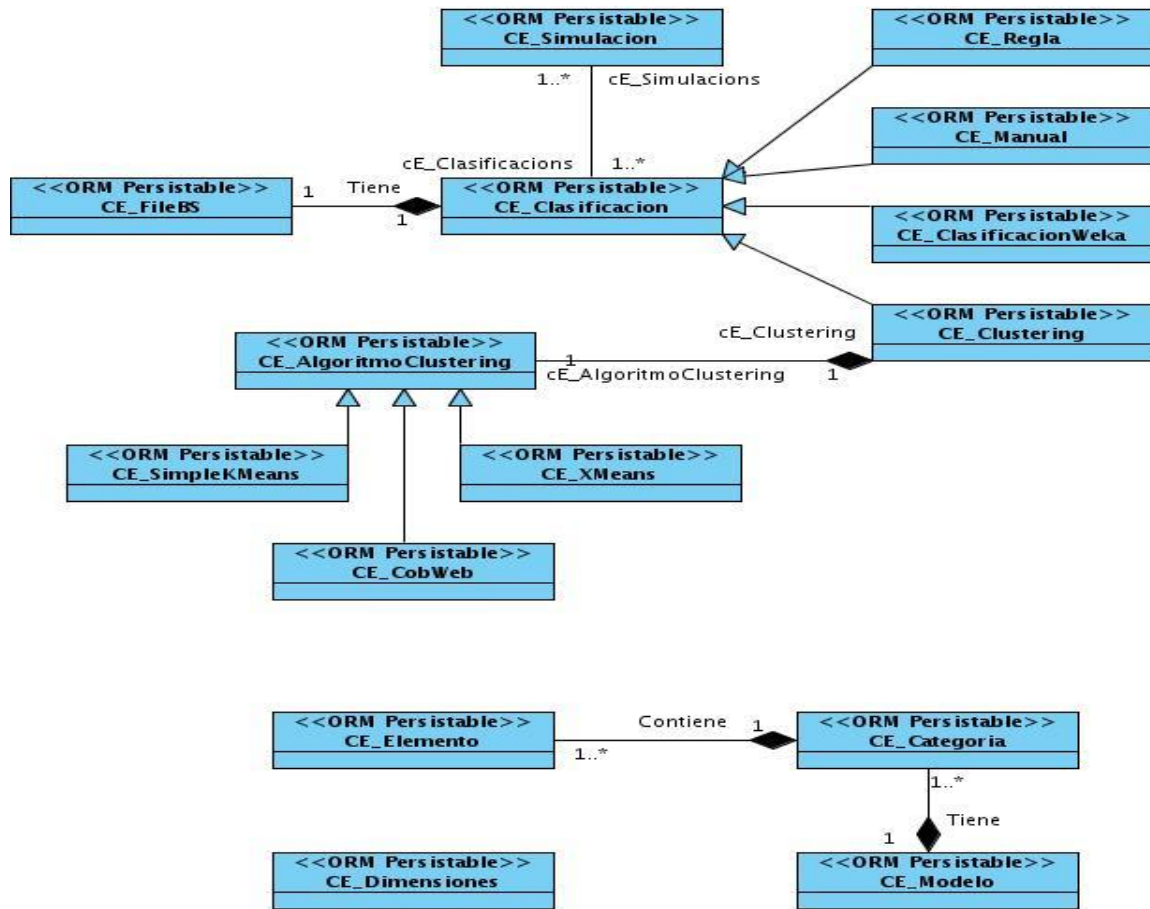 <<ORM Persistable>>
CE_Simulacion
<<ORM Persistable>>
CE_Regla
1..*
cE_Simulacions
<<ORM Persistable>>
CE_Manual
cE_Clasificacions
1..*
<<ORM Persistable>>
CE_FileBS
1
Tiene
1
<<ORM Persistable>>
CE_Clasificacion
<<ORM Persistable>>
CE_ClasificacionWeka
<<ORM Persistable>>
CE_Clustering
cE_Clustering
1
<<ORM Persistable>>
CE_AlgoritmoClustering
1
cE_AlgoritmoClustering
<<ORM Persistable>>
CE_SimpleKMeans
<<ORM Persistable>>
CE_XMeans
<<ORM Persistable>>
CE_CobWeb
<<ORM Persistable>>
CE_Elemento
Contiene
1
1..*
<<ORM Persistable>>
CE_Categoria
1..*
Tiene
1
<<ORM Persistable>>
CE_Dimensiones
<<ORM Persistable>>
CE_Modelo